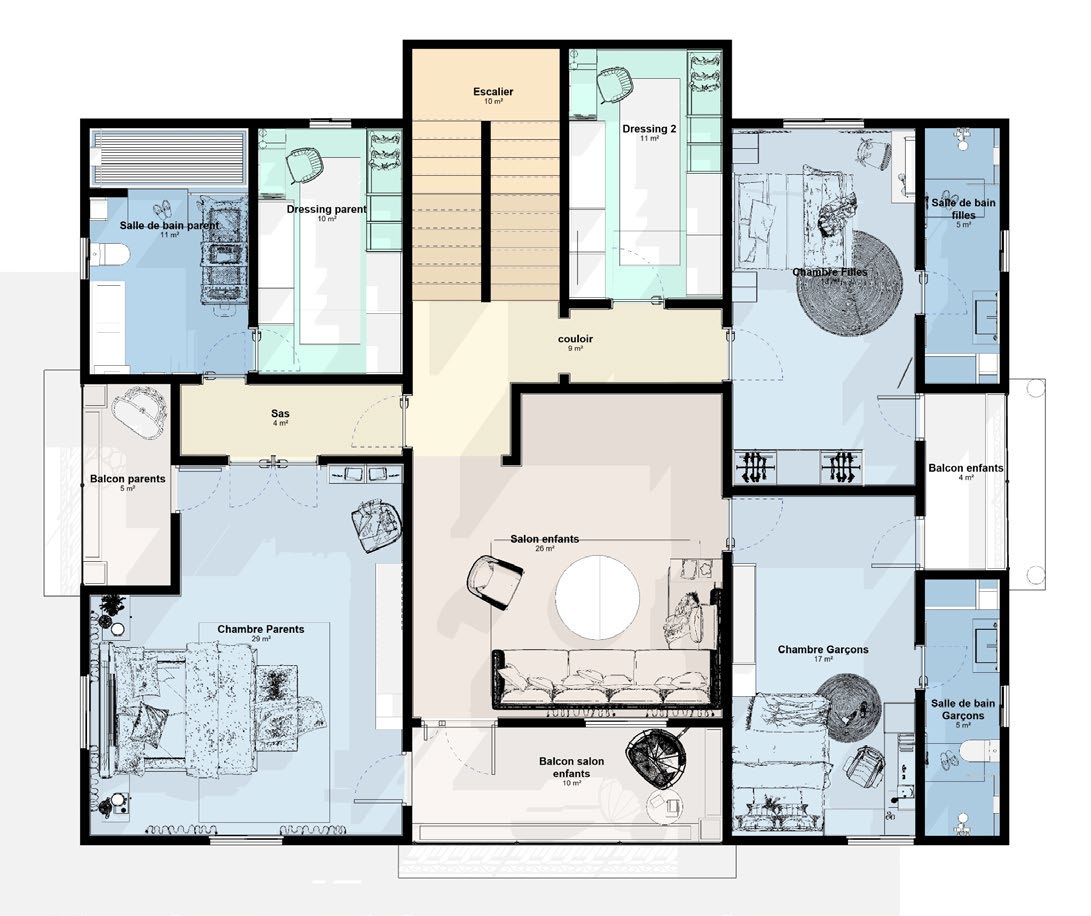 Escalier
10 m²
Dressing 2
11 m²
Dressing parent
10 m²
Salle de bain parent
11 m²
Salle de bain
filles
5 m²
Chambre Filles
couloir
9 m²
Sas
4 m²
Balcon parents
5 m²
Balcon enfants
4 m²
Salon enfants
26 m²
Chambre Parents
29 m²
Chambre Garçons
17 m²
Salle de bain
Garçons
5 m²
Balcon salon
enfants
10 m²